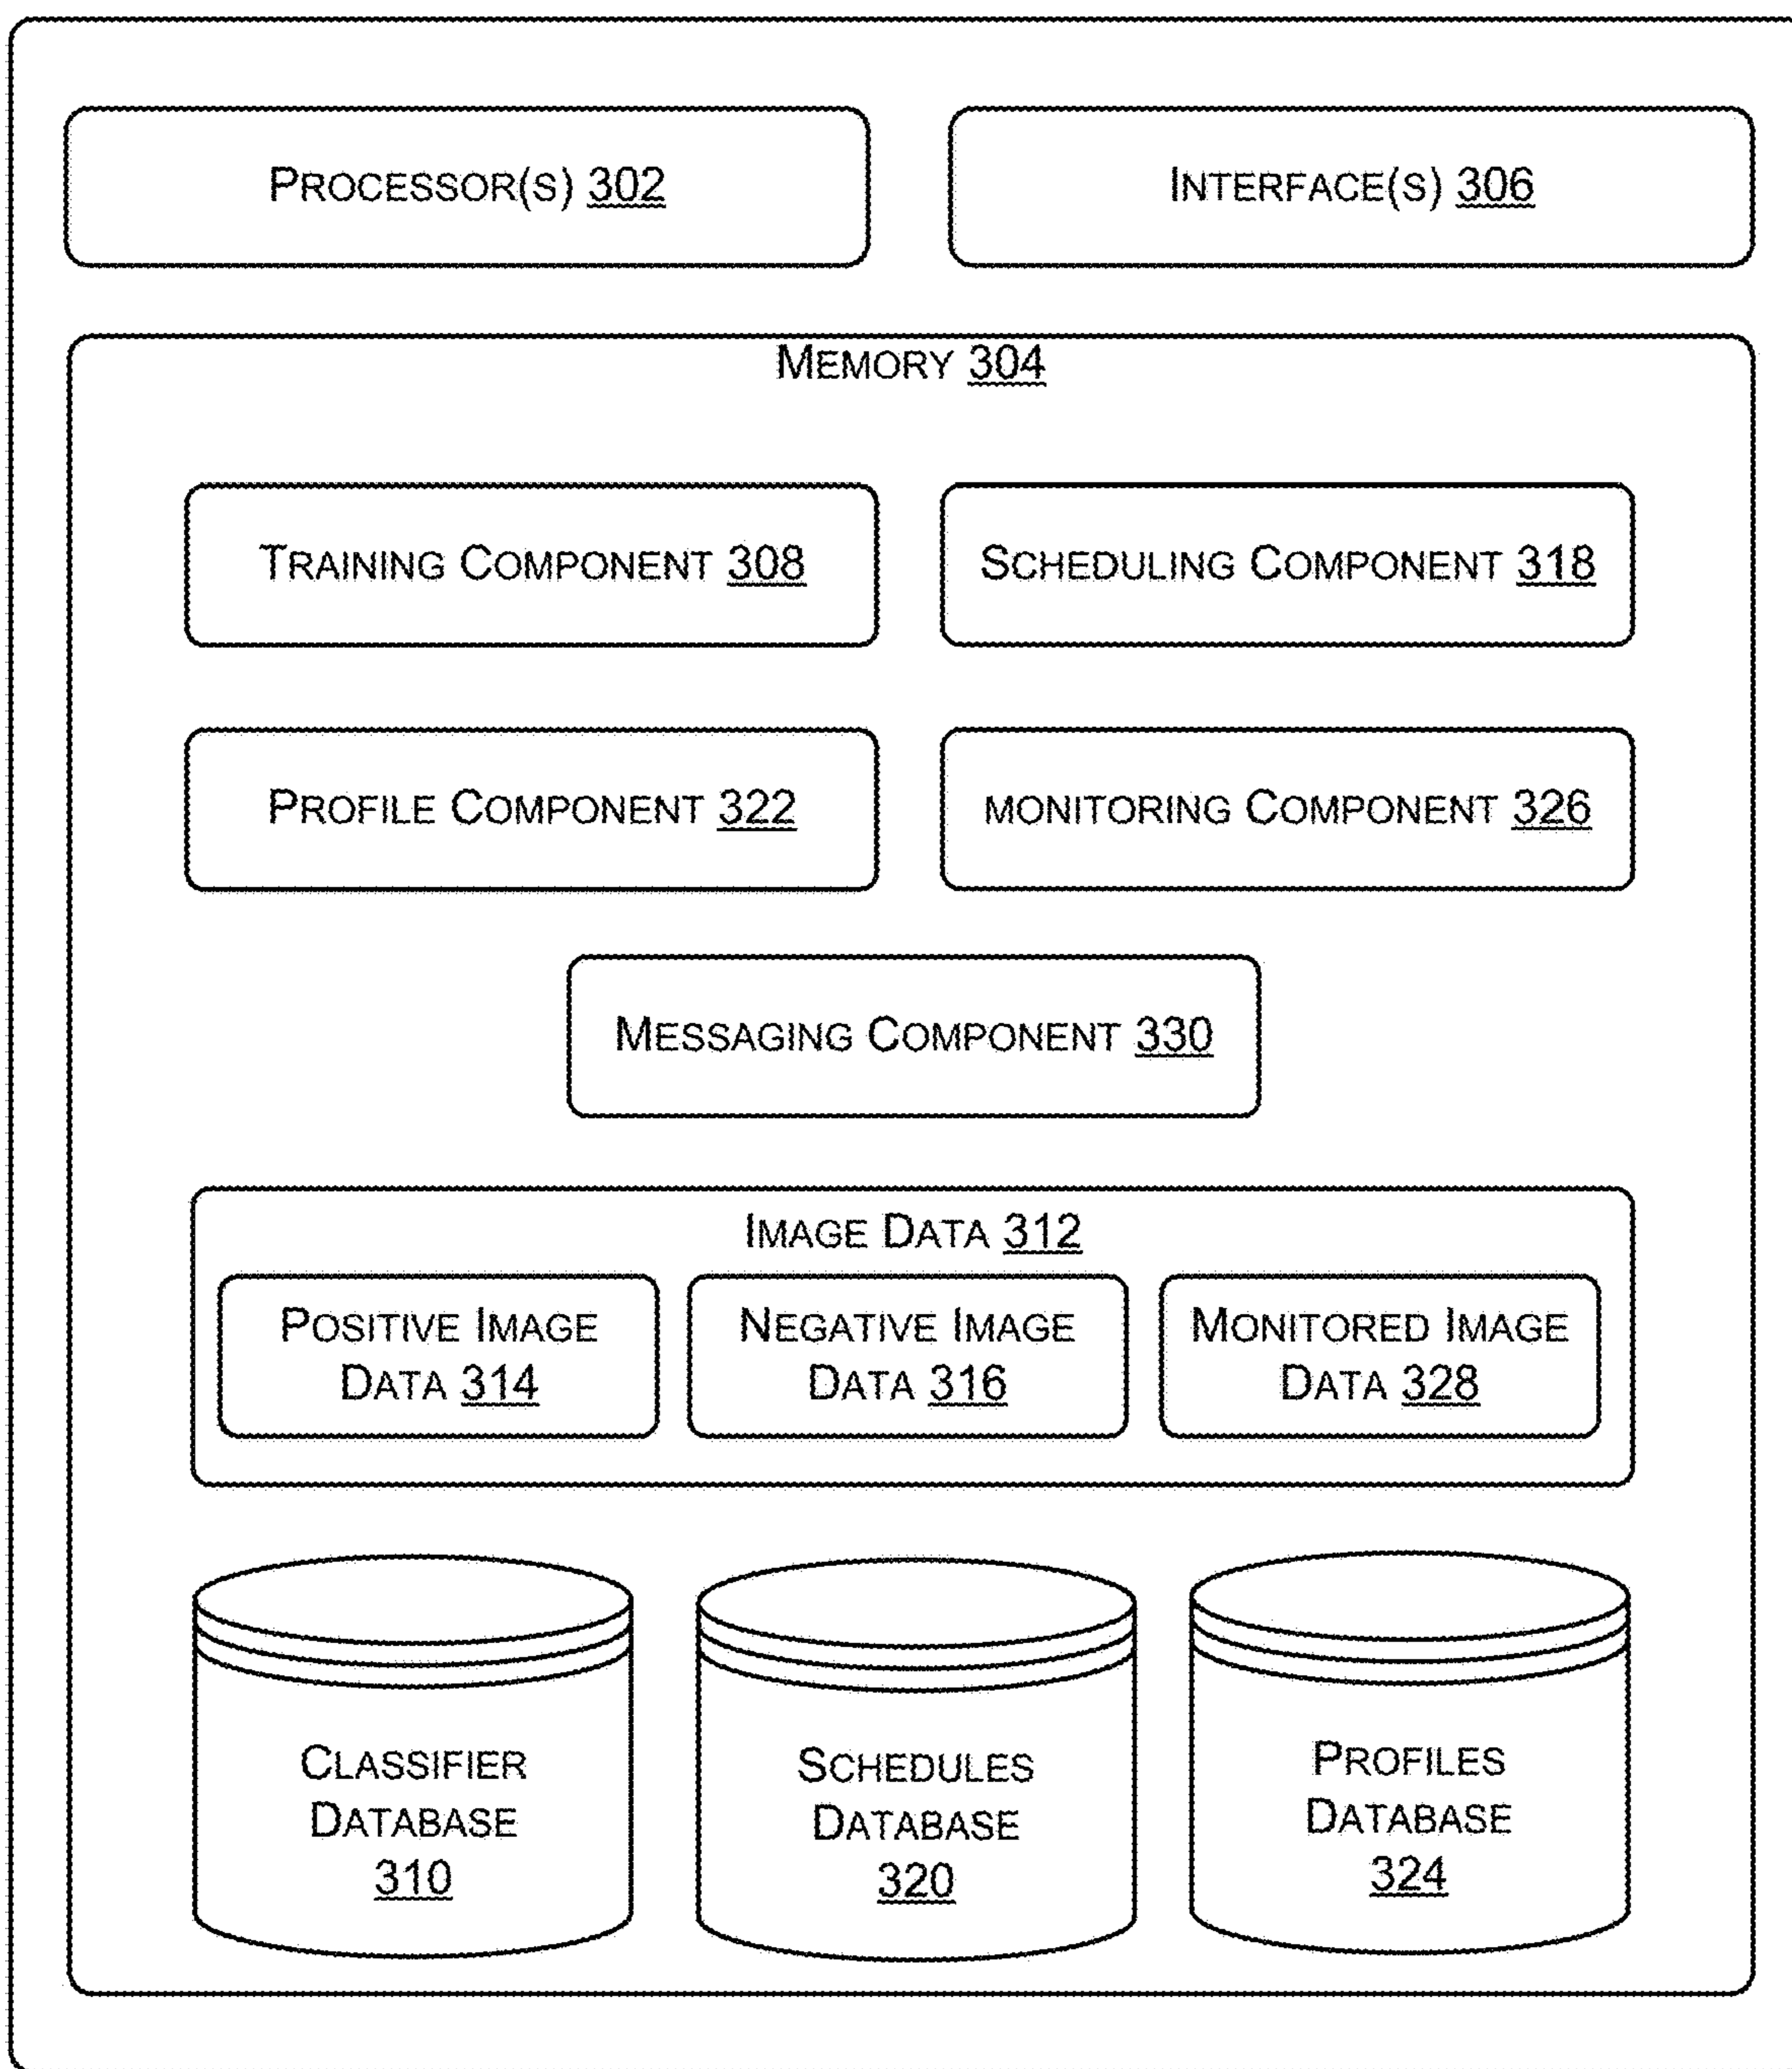 PROCESSOR(S) 302
INTERFACE(S) 306
MEMORY 304
TRAINING COMPONENT 308
SCHEDULING COMPONENT 318
PROFILE COMPONENT 322
MONITORING COMPONENT 326
MESSAGING COMPONENT 330
IMAGE DATA 312
POSITIVE IMAGE
DATA 314
NEGATIVE IMAGE
DATA 316
MONITORED IMAGE
DATA 328
CLASSIFIER
DATABASE
310
SCHEDULES
DATABASE
320
PROFILES
DATABASE
324